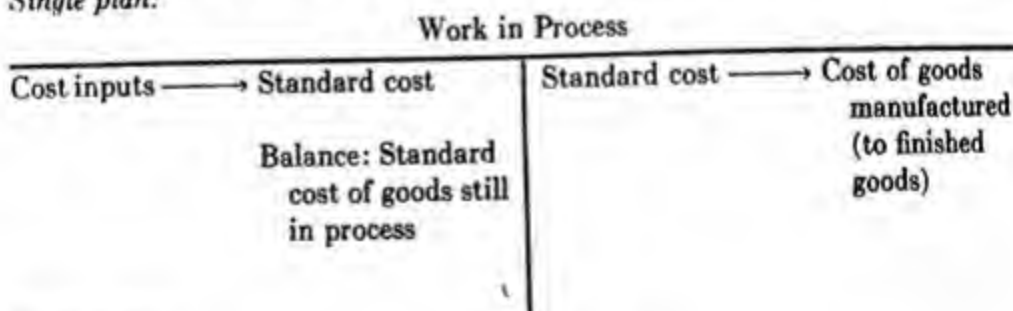 Single plan:
Work in Process
Cost inputs → Standard cost
Balance: Standard
cost of goods still
in process
Standard cost → Cost of goods
manufactured
(to finished
goods)